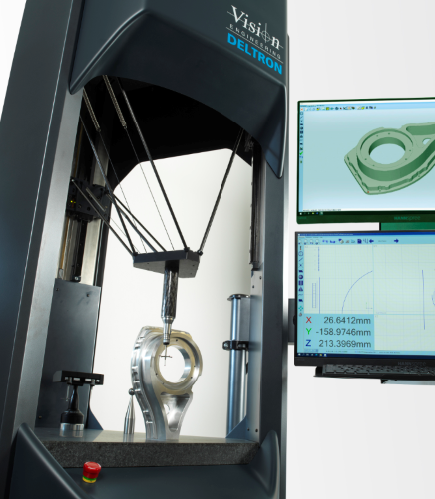 Vision
ENGINEERING
DELTRON
X 26.6412mm
Y -158.9746mm
Z 213.3969mm